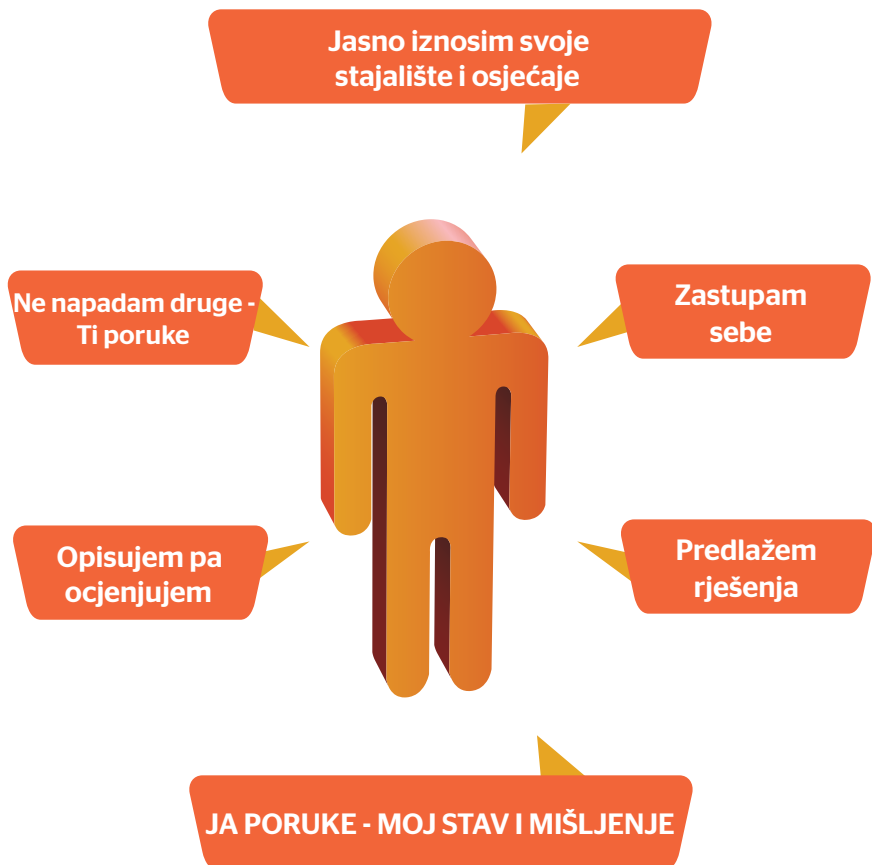 Jasno iznosim svoje
stajalište i osjećaje
Ne napadam druge -
Ti poruke
Zastupam
sebe
Opisujem pa
ocjenjujem
Predlažem
rješenja
JA PORUKE - MOJ STAV I MIŠLJENJE